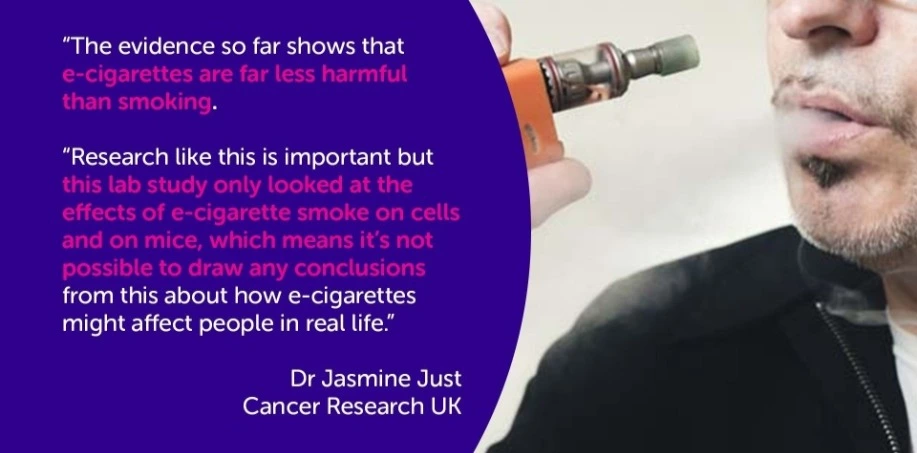 “The evidence so far shows that
e-cigarettes are far less harmful
than smoking.
“Research like this is important but
this lab study only looked at the
effects of e-cigarette smoke on cells
and on mice, which means it’s not
possible to draw any conclusions
from this about how e-cigarettes
might affect people in real life.”
Dr Jasmine Just
Cancer Research UK